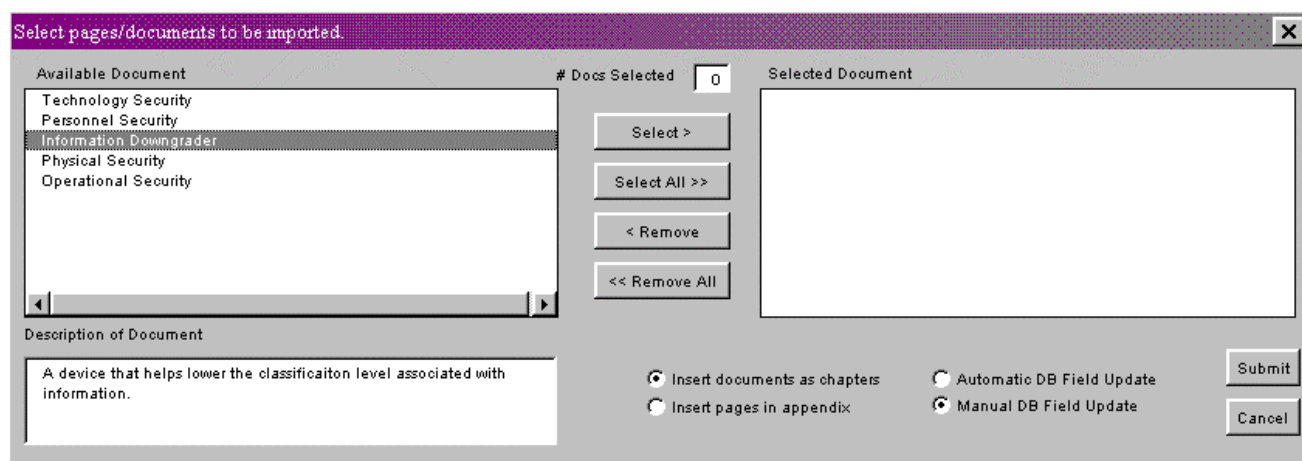 Select pages/documents to be imported.
Available Document
# Docs Selected 0
Selected Document
Technology Security
Personnel Security
Information Downgrader
Physical Security
Operational Security
Select >
Select All >>
< Remove
<< Remove All
Description of Document
A device that helps lower the classificaiton level associated with
information.
Insert documents as chapters
Insert pages in appendix
Automatic DB Field Update
Manual DB Field Update
Submit
Cancel